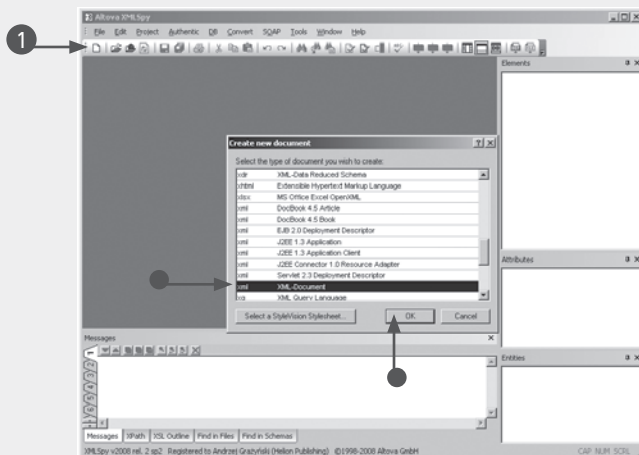 1
Altova XMLSpy
File Edit Project Authentic DB Convert SOAP Tools Window Help
Elements
Create new document
Select the type of document you wish to create:
xdr XML-Data Reduced Schema
xhtml Extensible Hypertext Markup Language
xlsx MS Office Excel OpenXML
xml DocBook 4.5 Article
xml DocBook 4.5 Book
xml EJB 2.0 Deployment Descriptor
xml J2EE 1.3 Application
xml J2EE 1.3 Application Client
xml J2EE Connector 1.0 Resource Adapter
xml Servlet 2.3 Deployment Descriptor
xml XML-Document
xq XML Query Language
Select a StyleVision Stylesheet...
OK
Cancel
Attributes
Messages
Entities
1
2
3
4
5
6
Messages XPath XSL Outline Find in Files Find in Schemas
XMLSpy v2008 rel. 2 sp2 Registered to Andrzej Grażyński (Helion Publishing) ©1998-2008 Altova GmbH
CAP NUM SCRL